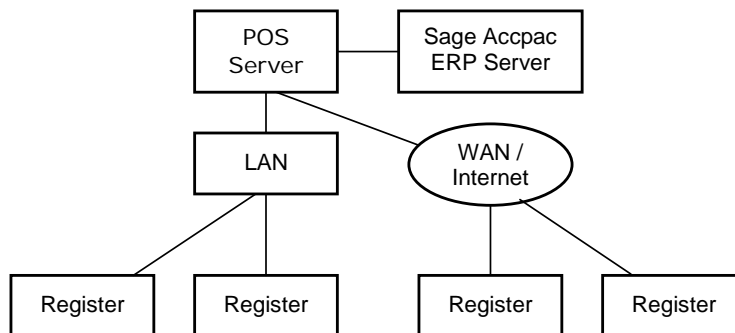 POS
Server
Sage Accpac
ERP Server
LAN
WAN /
Internet
Register
Register
Register
Register